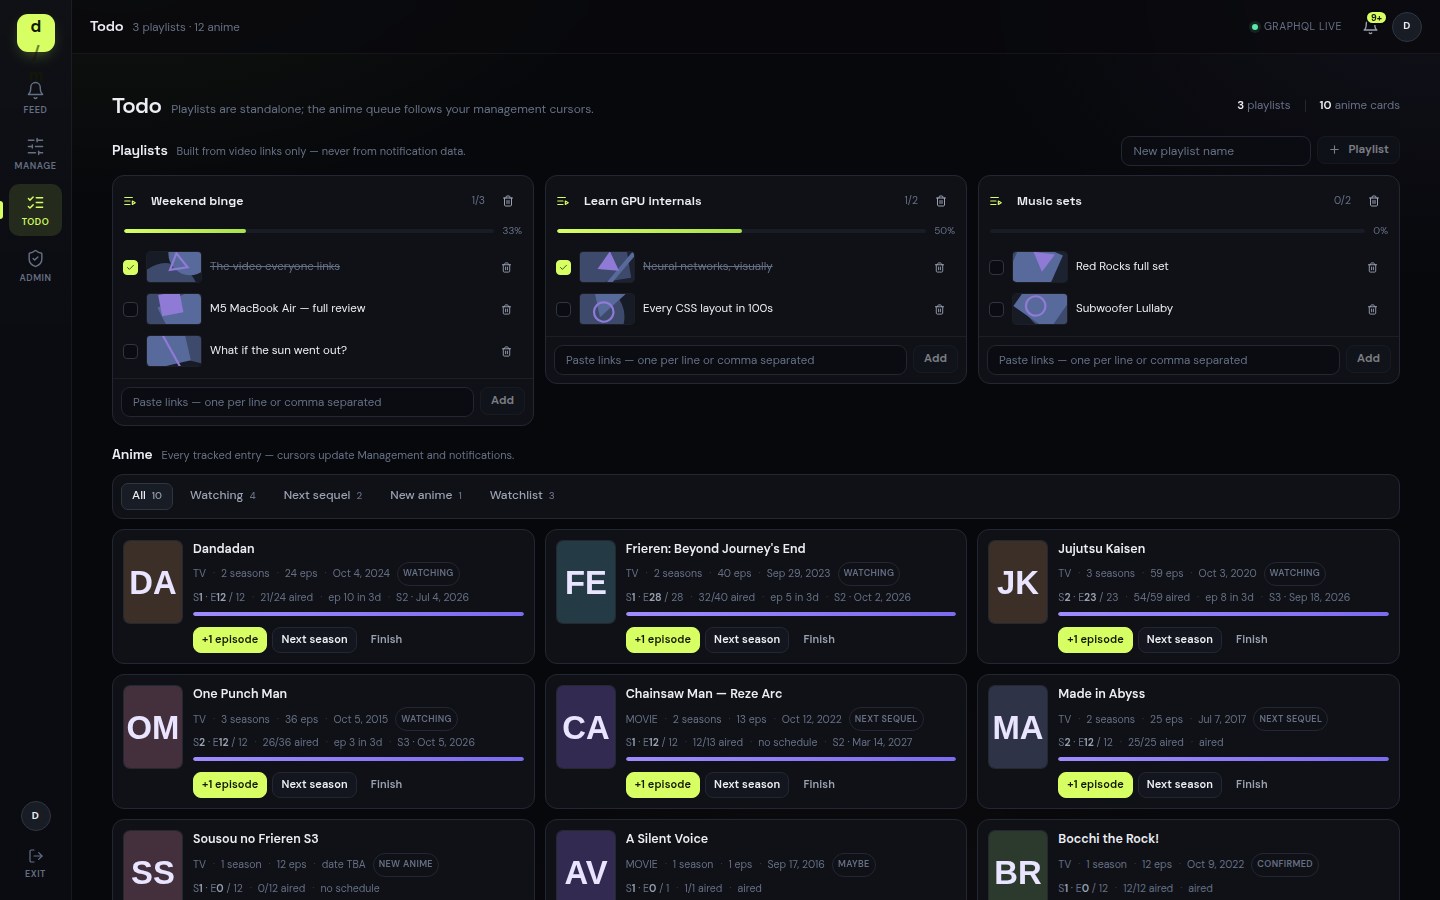 d
/
Todo 3 playlists · 12 anime
GRAPHQL LIVE
9+
D
FEED
MANAGE
TODO
ADMIN
D
EXIT
Todo Playlists are standalone; the anime queue follows your management cursors.
3 playlists 10 anime cards
Playlists Built from video links only — never from notification data.
New playlist name
+ Playlist
Weekend binge 1/3
33%
The video everyone links
M5 MacBook Air — full review
What if the sun went out?
Paste links — one per line or comma separated Add
Learn GPU internals 1/2
50%
Neural networks, visually
Every CSS layout in 100s
Paste links — one per line or comma separated Add
Music sets 0/2
0%
Red Rocks full set
Subwoofer Lullaby
Paste links — one per line or comma separated Add
Anime Every tracked entry — cursors update Management and notifications.
All 10 Watching 4 Next sequel 2 New anime 1 Watchlist 3
DA
Dandadan
TV · 2 seasons · 24 eps · Oct 4, 2024 WATCHING
S1 · E12 / 12 · 21/24 aired · ep 10 in 3d · S2 · Jul 4, 2026
+1 episode Next season Finish
FE
Frieren: Beyond Journey's End
TV · 2 seasons · 40 eps · Sep 29, 2023 WATCHING
S1 · E28 / 28 · 32/40 aired · ep 5 in 3d · S2 · Oct 2, 2026
+1 episode Next season Finish
JK
Jujutsu Kaisen
TV · 3 seasons · 59 eps · Oct 3, 2020 WATCHING
S2 · E23 / 23 · 54/59 aired · ep 8 in 3d · S3 · Sep 18, 2026
+1 episode Next season Finish
OM
One Punch Man
TV · 3 seasons · 36 eps · Oct 5, 2015 WATCHING
S2 · E12 / 12 · 26/36 aired · ep 3 in 3d · S3 · Oct 5, 2026
+1 episode Next season Finish
CA
Chainsaw Man — Reze Arc
MOVIE · 2 seasons · 13 eps · Oct 12, 2022 NEXT SEQUEL
S1 · E12 / 12 · 12/13 aired · no schedule · S2 · Mar 14, 2027
+1 episode Next season Finish
MA
Made in Abyss
TV · 2 seasons · 25 eps · Jul 7, 2017 NEXT SEQUEL
S2 · E12 / 12 · 25/25 aired · aired
+1 episode Next season Finish
SS
Sousou no Frieren S3
TV · 1 season · 12 eps · date TBA NEW ANIME
S1 · E0 / 12 · 0/12 aired · no schedule
AV
A Silent Voice
MOVIE · 1 season · 1 eps · Sep 17, 2016 MAYBE
S1 · E0 / 1 · 1/1 aired · aired
BR
Bocchi the Rock!
TV · 1 season · 12 eps · Oct 9, 2022 CONFIRMED
S1 · E0 / 12 · 12/12 aired · aired